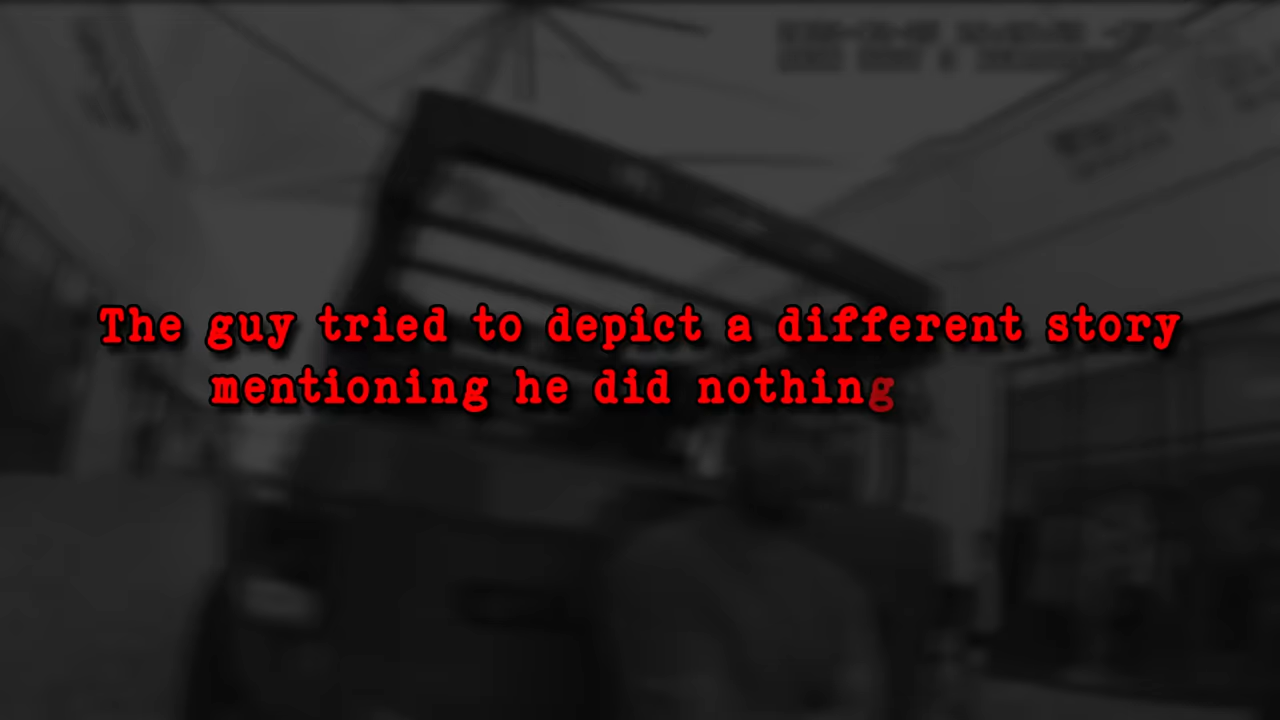 The guy tried to depict a different story
mentioning he did nothing